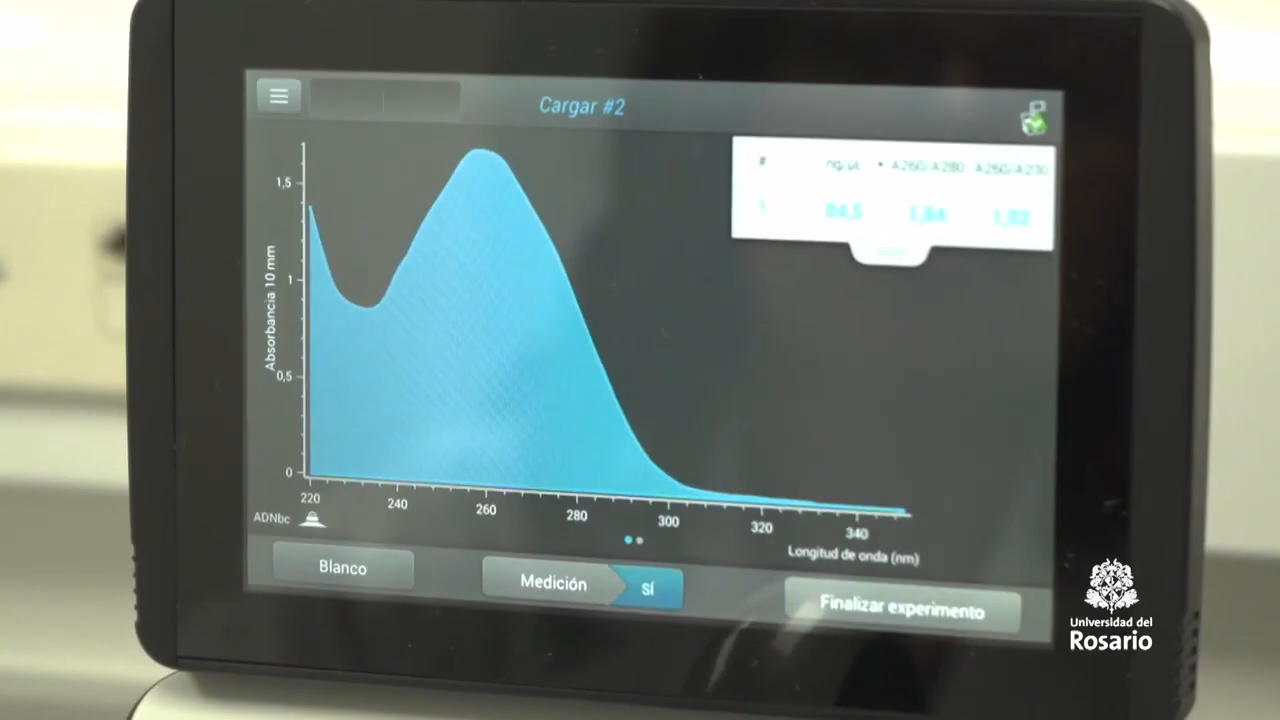 Cargar #2
# ng/µl A260/A280 A260/A230
1 84,5 1,84 1,92
1,5
1
0,5
0
Absorbancia 10 mm
220 240 260 280 300 320 340
ADNbc
Longitud de onda (nm)
Blanco
Medición
SÍ
Finalizar experimento
Universidad del
Rosario